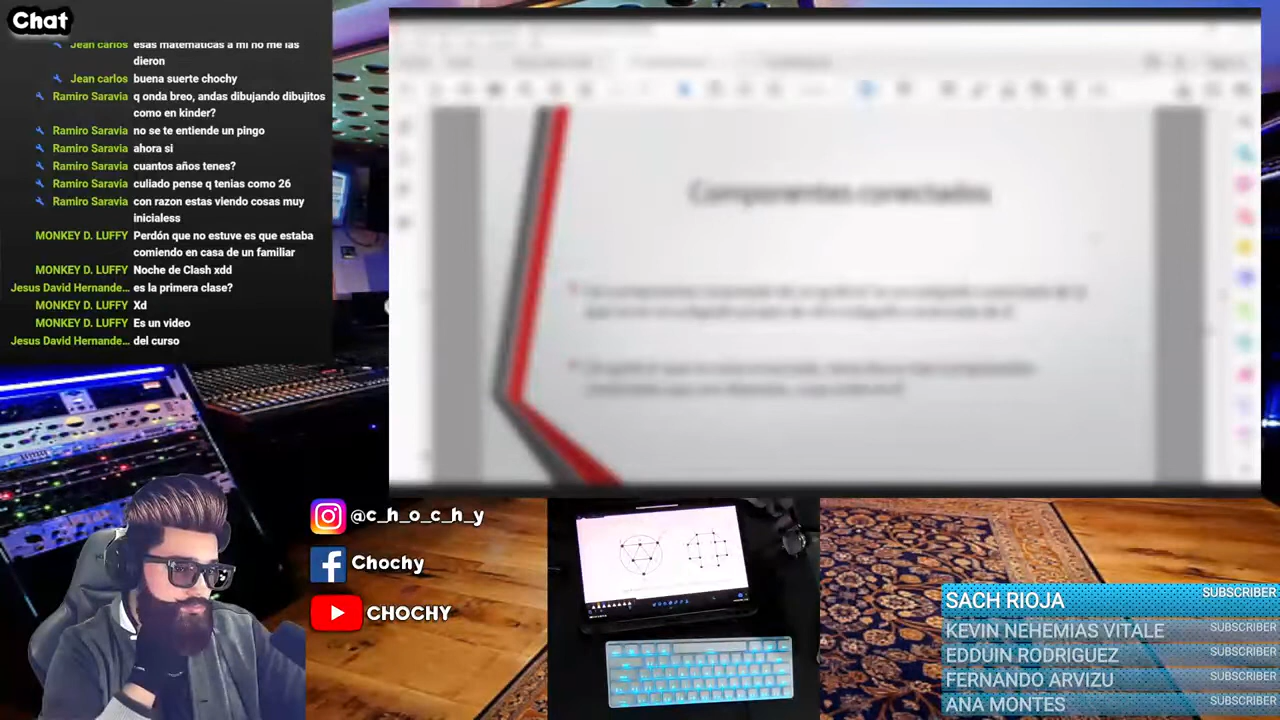 Chat
Jean carlos esas matematicas a mi no me las
dieron
Jean carlos buena suerte chochy
Ramiro Saravia q onda breo, andas dibujando dibujitos
como en kinder?
Ramiro Saravia no se te entiende un pingo
Ramiro Saravia ahora si
Ramiro Saravia cuantos años tenes?
Ramiro Saravia culiado pense q tenias como 26
Ramiro Saravia con razon estas viendo cosas muy
inicialess
MONKEY D. LUFFY Perdón que no estuve es que estaba
comiendo en casa de un familiar
MONKEY D. LUFFY Noche de Clash xdd
Jesus David Hernande... es la primera clase?
MONKEY D. LUFFY Xd
MONKEY D. LUFFY Es un video
Jesus David Hernande... del curso
Componentes conectados
@c_h_o_c_h_y
Chochy
CHOCHY
SACH RIOJA SUBSCRIBER
KEVIN NEHEMIAS VITALE SUBSCRIBER
EDDUIN RODRIGUEZ SUBSCRIBER
FERNANDO ARVIZU SUBSCRIBER
ANA MONTES SUBSCRIBER